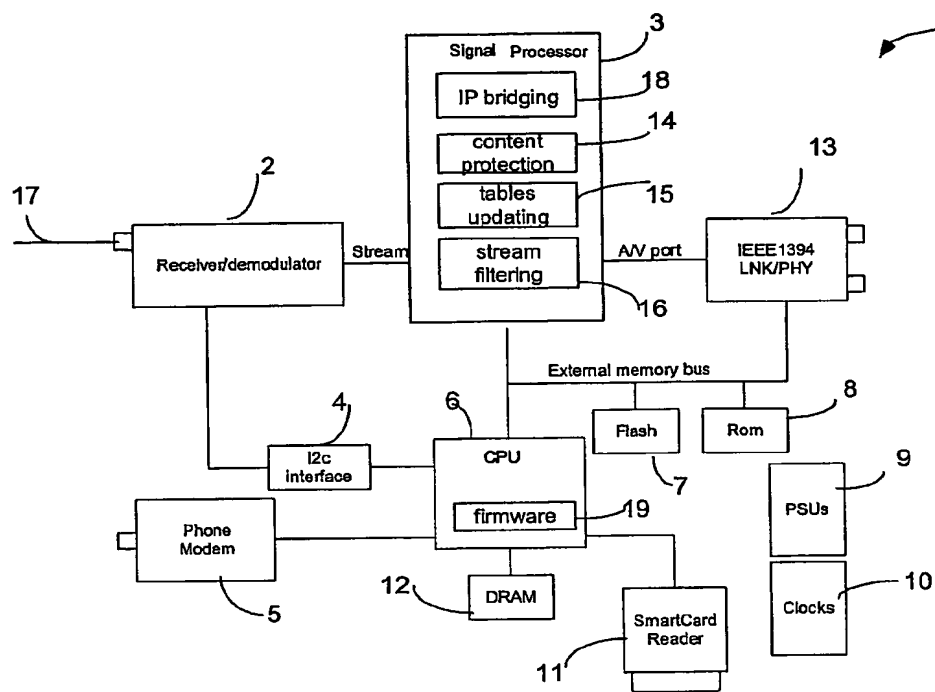 3
Signal Processor
IP bridging
18
14
content
protection
13
2
17
tables
updating
15
Receiver/demodulator
Stream
stream
filtering
A/V port
IEEE1394
LNK/PHY
16
External memory bus
4
6
8
Flash
Rom
I2c
interface
CPU
7
9
PSUs
firmware
19
Phone
Modem
12
DRAM
10
Clocks
5
SmartCard
Reader
11